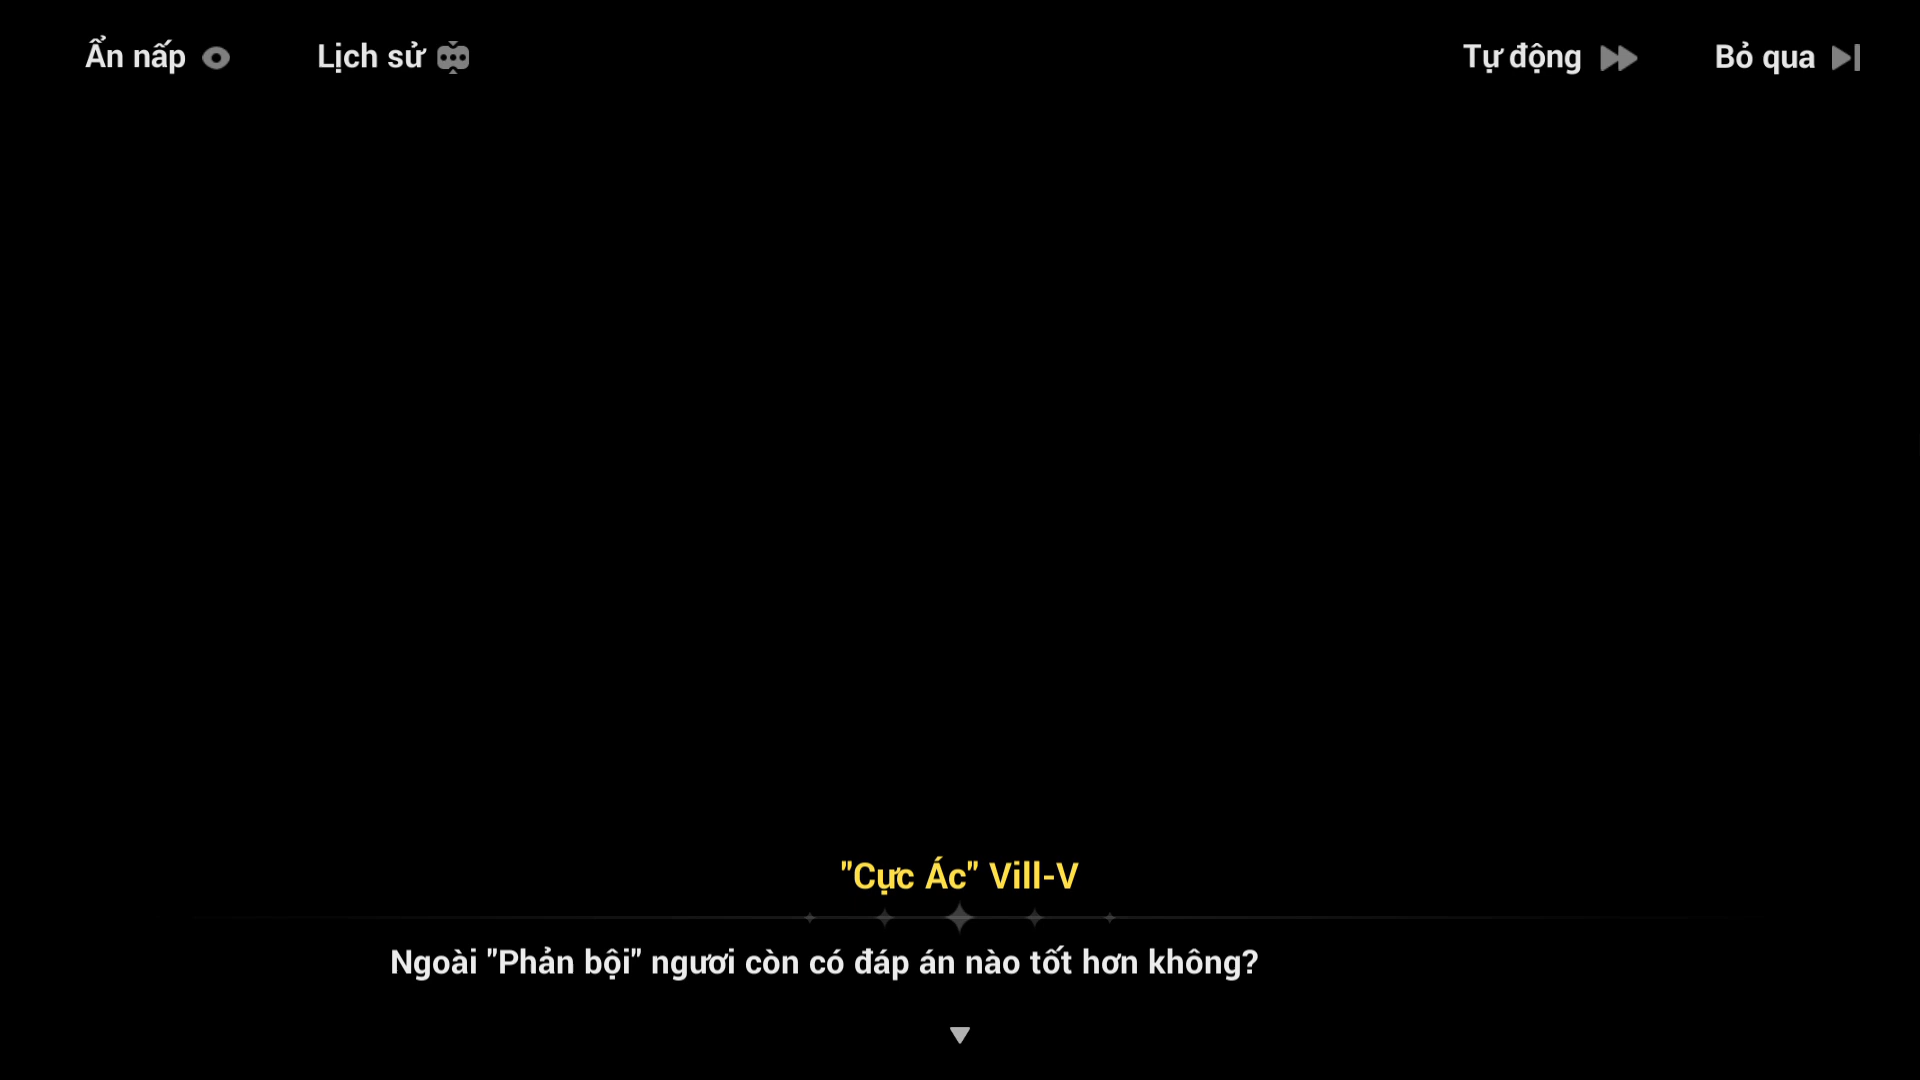 Ẩn nấp
Lịch sử
Tự động
Bỏ qua
"Cực Ác" Vill-V
Ngoài "Phản bội" ngươi còn có đáp án nào tốt hơn không?